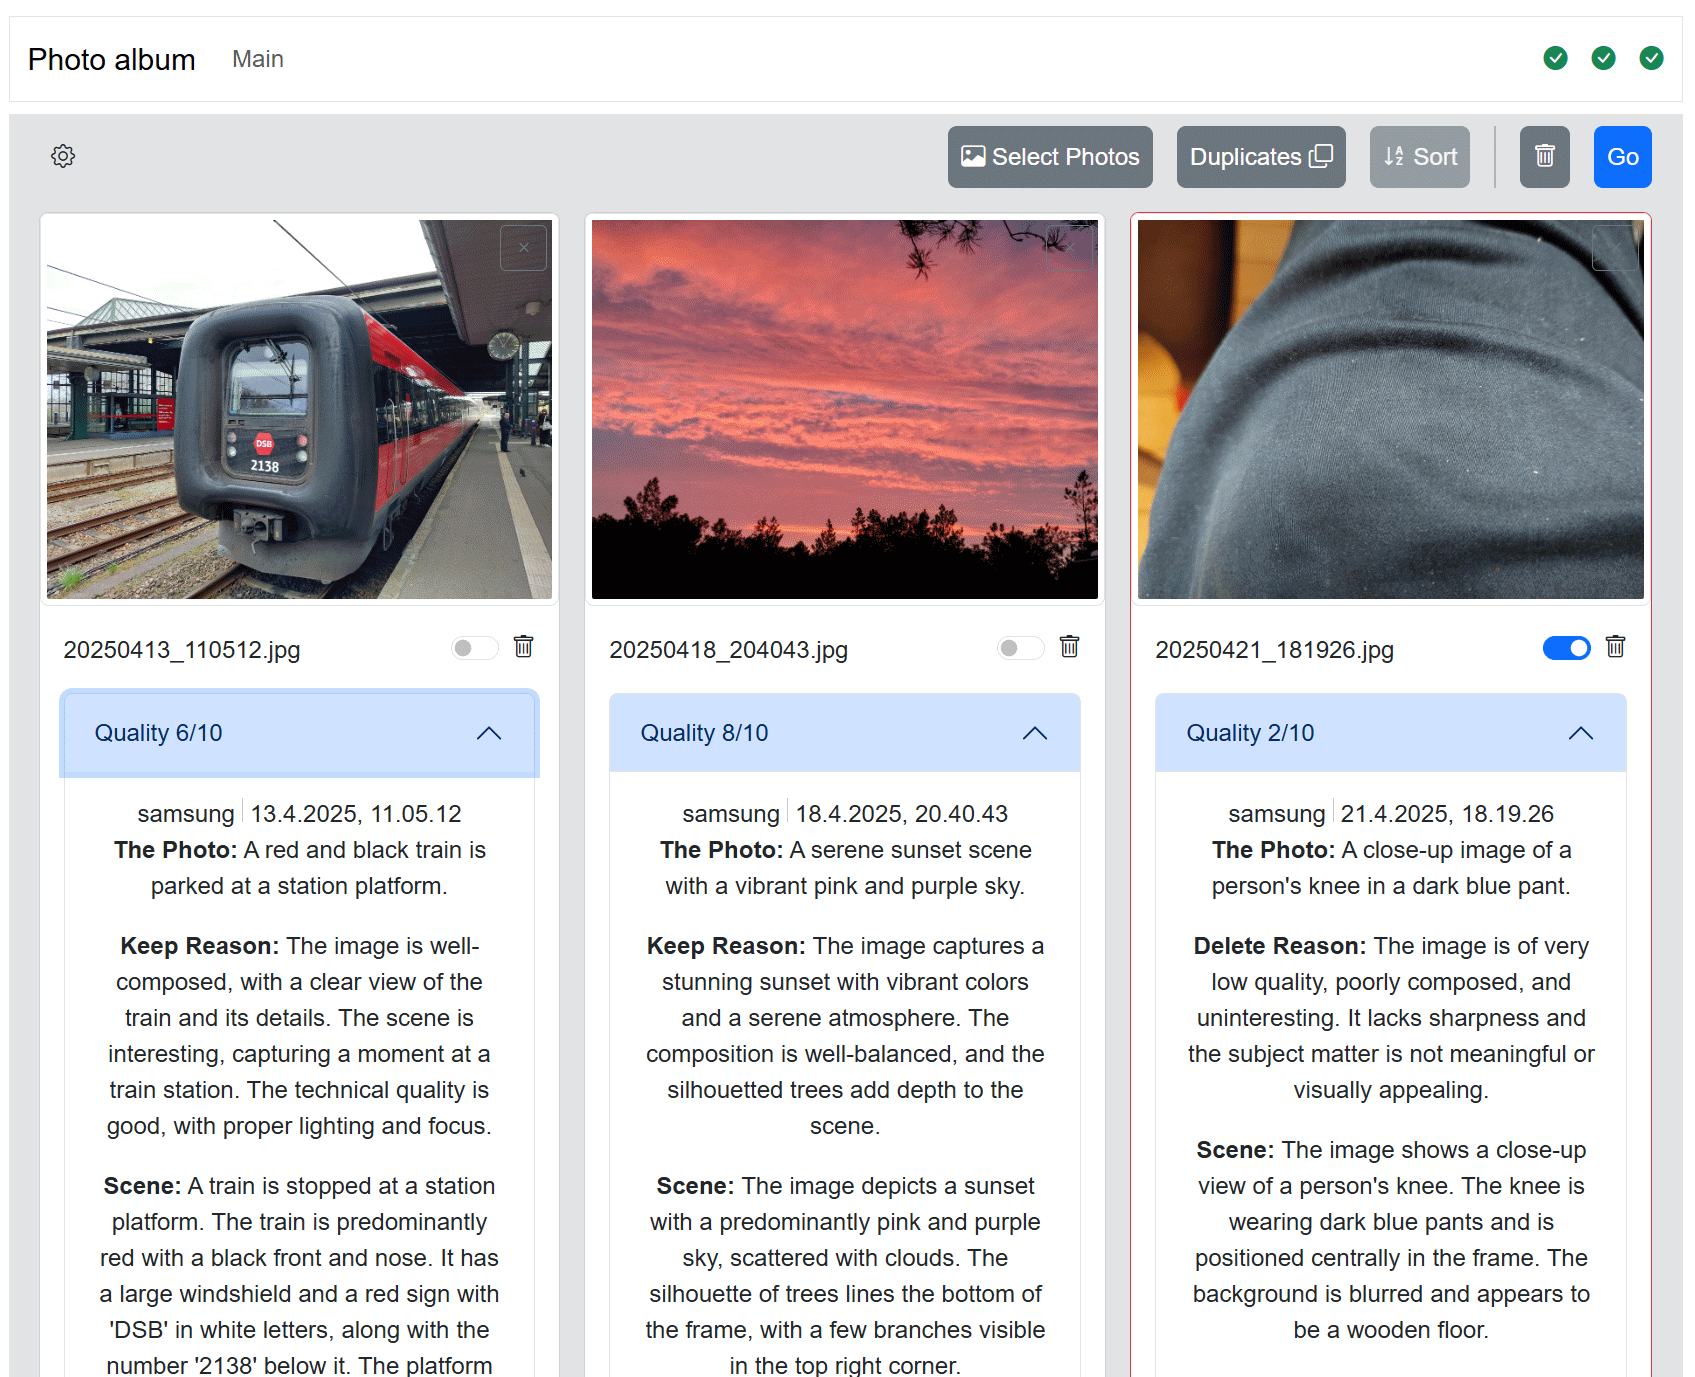 Photo album Main
Select Photos Duplicates Sort Go
DSB
2138
20250413_110512.jpg
Quality 6/10
samsung 13.4.2025, 11.05.12
The Photo: A red and black train is
parked at a station platform.
Keep Reason: The image is well-
composed, with a clear view of the
train and its details. The scene is
interesting, capturing a moment at a
train station. The technical quality is
good, with proper lighting and focus.
Scene: A train is stopped at a station
platform. The train is predominantly
red with a black front and nose. It has
a large windshield and a red sign with
'DSB' in white letters, along with the
number '2138' below it. The platform
20250418_204043.jpg
Quality 8/10
samsung 18.4.2025, 20.40.43
The Photo: A serene sunset scene
with a vibrant pink and purple sky.
Keep Reason: The image captures a
stunning sunset with vibrant colors
and a serene atmosphere. The
composition is well-balanced, and the
silhouetted trees add depth to the
scene.
Scene: The image depicts a sunset
with a predominantly pink and purple
sky, scattered with clouds. The
silhouette of trees lines the bottom of
the frame, with a few branches visible
in the top right corner.
20250421_181926.jpg
Quality 2/10
samsung 21.4.2025, 18.19.26
The Photo: A close-up image of a
person's knee in a dark blue pant.
Delete Reason: The image is of very
low quality, poorly composed, and
uninteresting. It lacks sharpness and
the subject matter is not meaningful or
visually appealing.
Scene: The image shows a close-up
view of a person's knee. The knee is
wearing dark blue pants and is
positioned centrally in the frame. The
background is blurred and appears to
be a wooden floor.